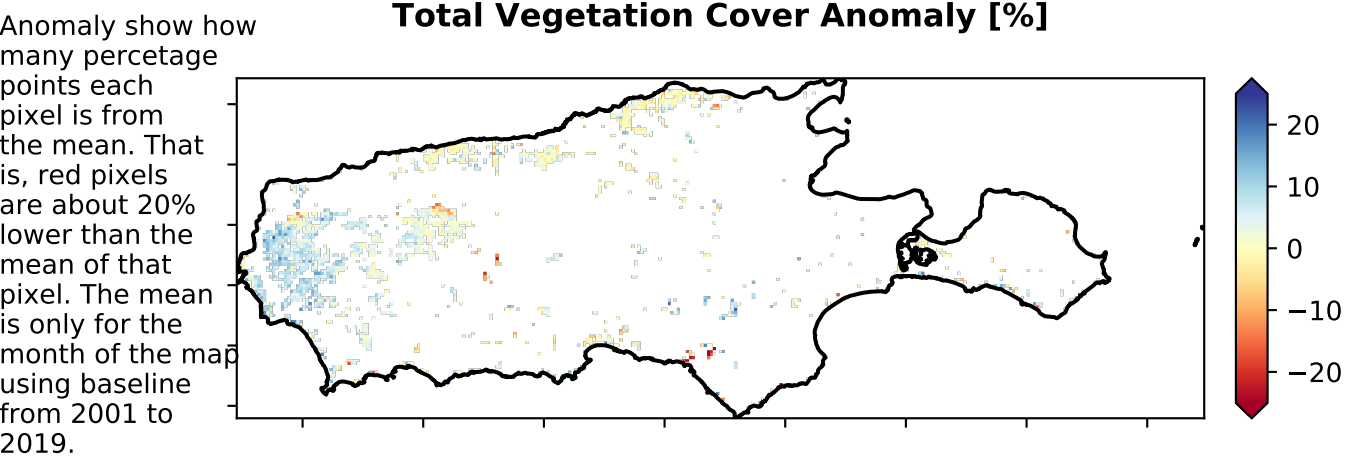 Total Vegetation Cover Anomaly [%]
Anomaly show how
many percetage
points each
pixel is from
the mean. That
is, red pixels
are about 20%
lower than the
mean of that
pixel. The mean
is only for the
month of the map
using baseline
from 2001 to
2019.
20
10
0
−10
−20